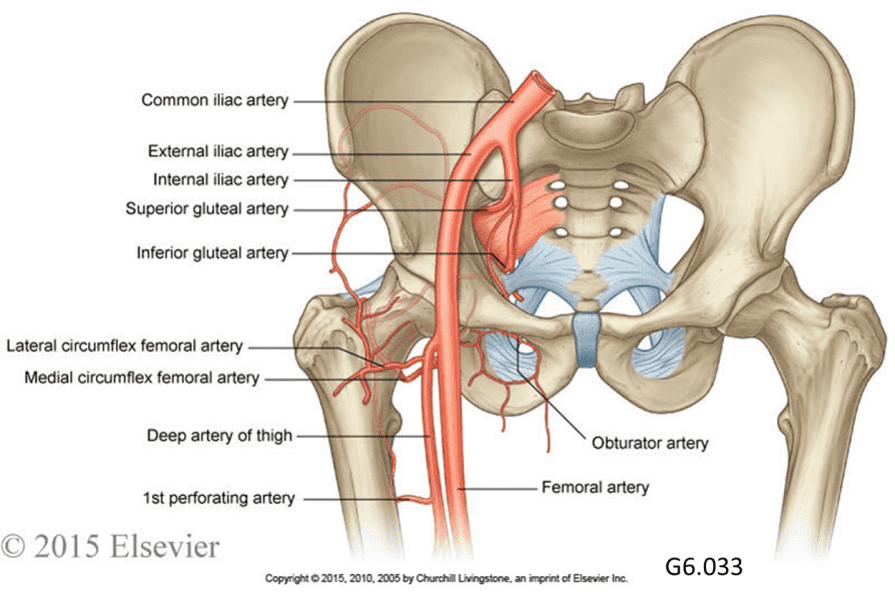 Common iliac artery
External iliac artery
Internal iliac artery
Superior gluteal artery
Inferior gluteal artery
Lateral circumflex femoral artery
Medial circumflex femoral artery
Deep artery of thigh
Obturator artery
Femoral artery
1st perforating artery
© 2015 Elsevier
G6.033
Copyright © 2015, 2010, 2005 by Churchill Livingstone, an imprint of Elsevier Inc.